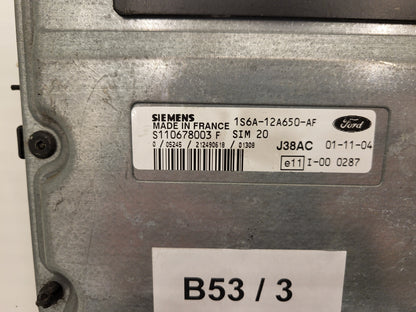 SIEMENS 1S6A-12A650-AF Ford
MADE IN FRANCE
S110678003 F SIM 20 J38AC 01-11-04
0 / 05245 / 212490618 / 01308 e11 I-00 0287
B53 / 3